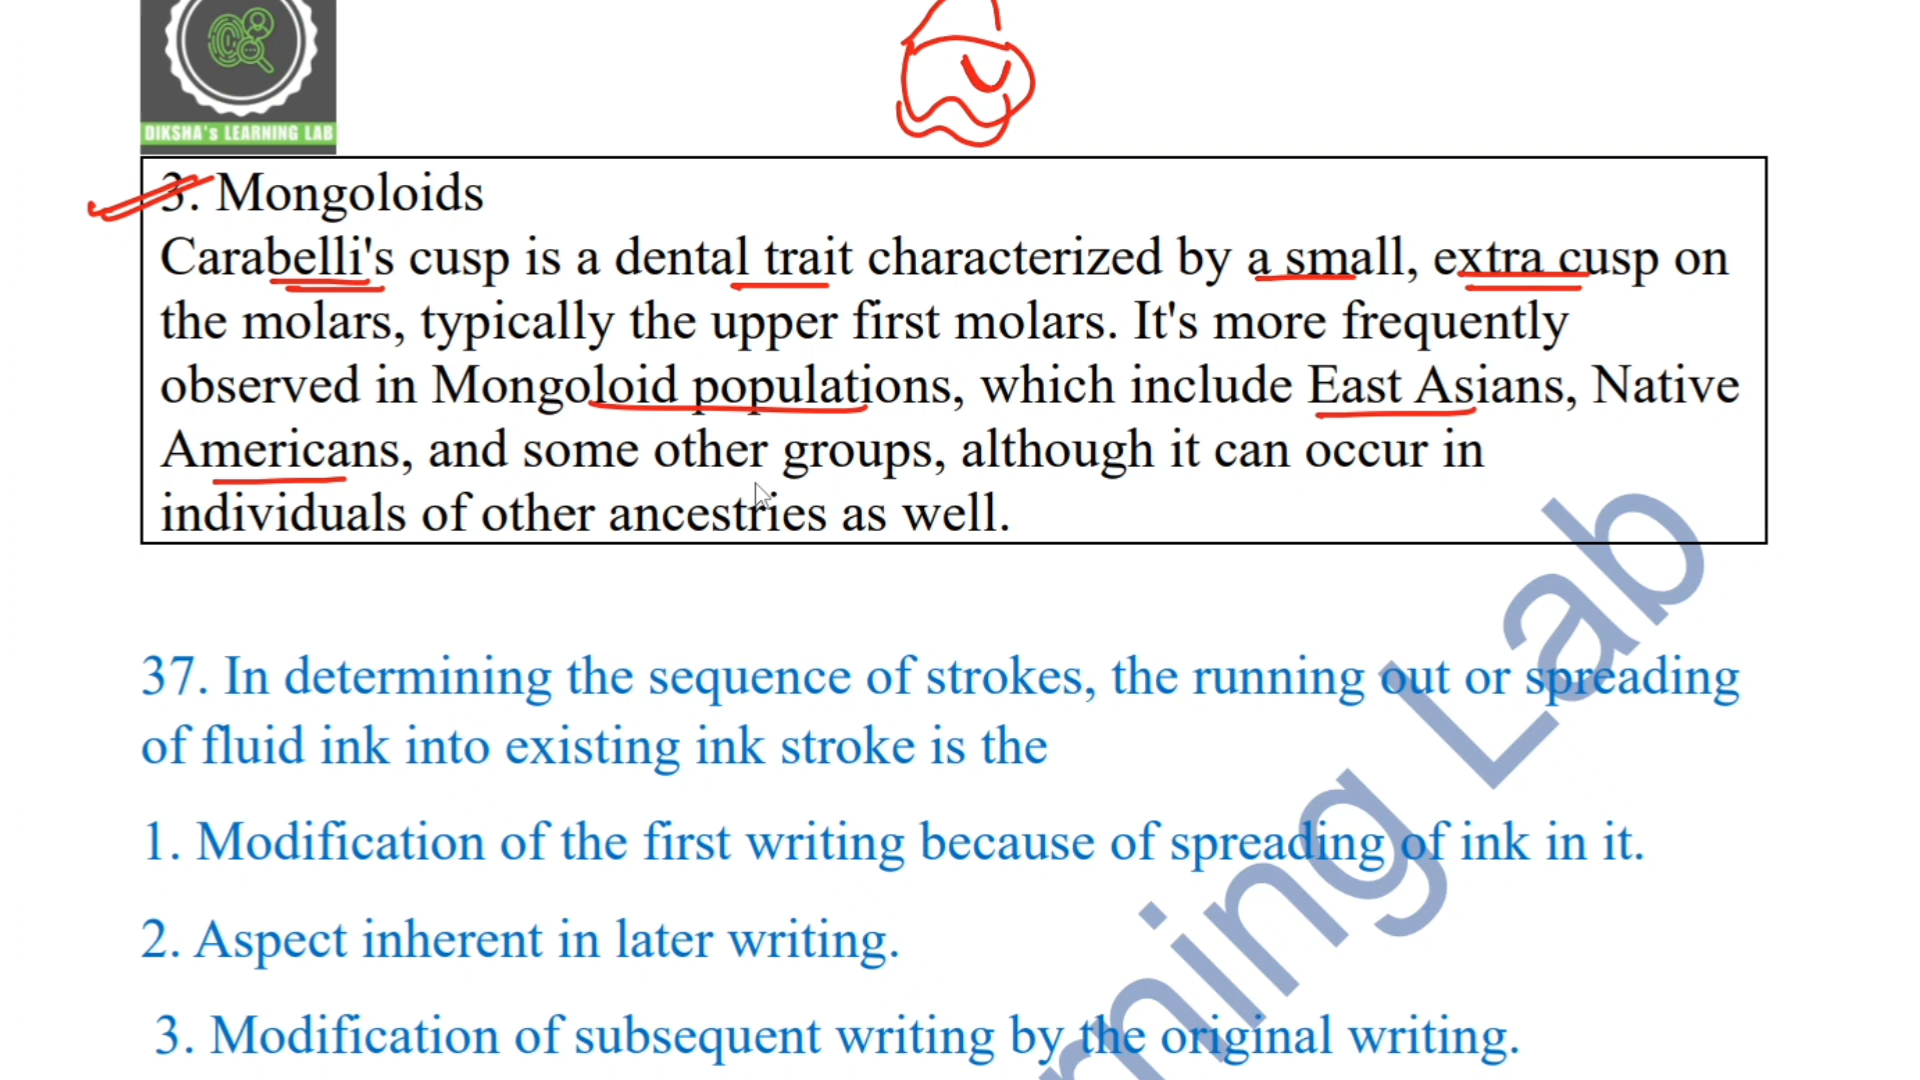 DIKSHA's LEARNING LAB
3. Mongoloids
Carabelli's cusp is a dental trait characterized by a small, extra cusp on
the molars, typically the upper first molars. It's more frequently
observed in Mongoloid populations, which include East Asians, Native
Americans, and some other groups, although it can occur in
individuals of other ancestries as well.
37. In determining the sequence of strokes, the running out or spreading
of fluid ink into existing ink stroke is the
1. Modification of the first writing because of spreading of ink in it.
2. Aspect inherent in later writing.
3. Modification of subsequent writing by the original writing.
ming Lab